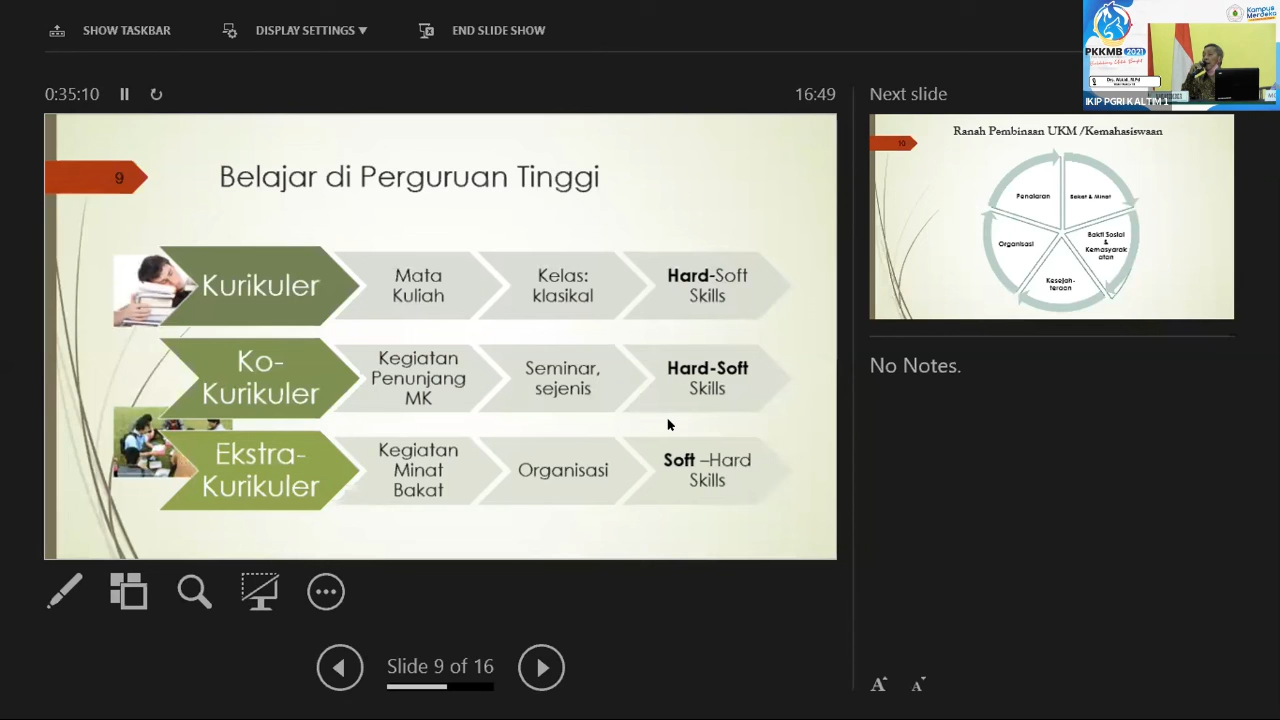 SHOW TASKBAR
DISPLAY SETTINGS ▼
END SLIDE SHOW
Kampus
Merdeka
PKKMB 2021
IKIP PGRI KALTIM 1
0:35:10
16:49
Next slide
9
Belajar di Perguruan Tinggi
Kurikuler
Mata
Kuliah
Kelas:
klasikal
Hard-Soft
Skills
Ko-
Kurikuler
Kegiatan
Penunjang
MK
Seminar,
sejenis
Hard-Soft
Skills
Ekstra-
Kurikuler
Kegiatan
Minat
Bakat
Organisasi
Soft –Hard
Skills
10
Ranah Pembinaan UKM /Kemahasiswaan
Penalaran
Bakat & Minat
Organisasi
Bakti Sosial
&
Kemasyarak
atan
Kesejah-
teraan
No Notes.
Slide 9 of 16
A
A